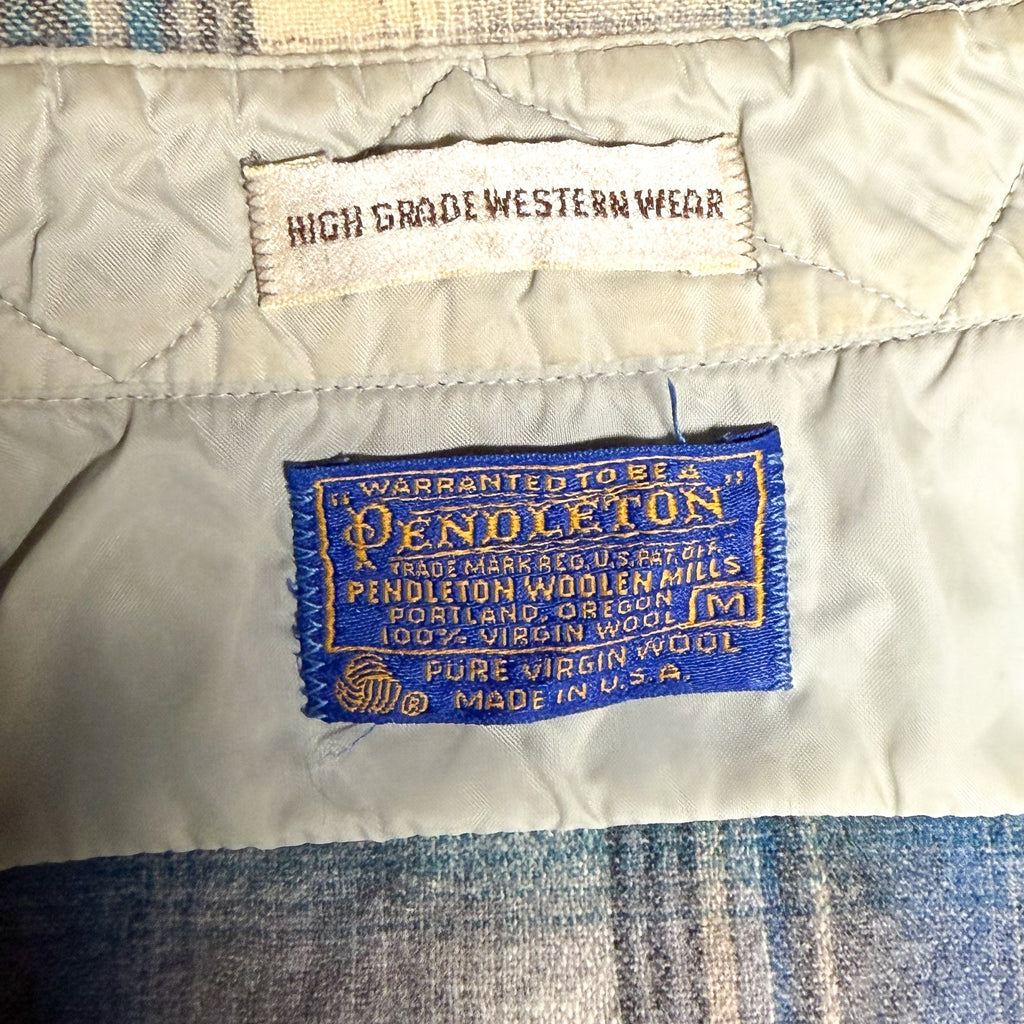 HIGH GRADE WESTERN WEAR
"WARRANTED TO BE A
PENDLETON"
TRADE MARK REG. U.S. PAT. OFF.
PENDLETON WOOLEN MILLS
PORTLAND, OREGON
100% VIRGIN WOOL
M
PURE VIRGIN WOOL
® MADE IN U.S.A.